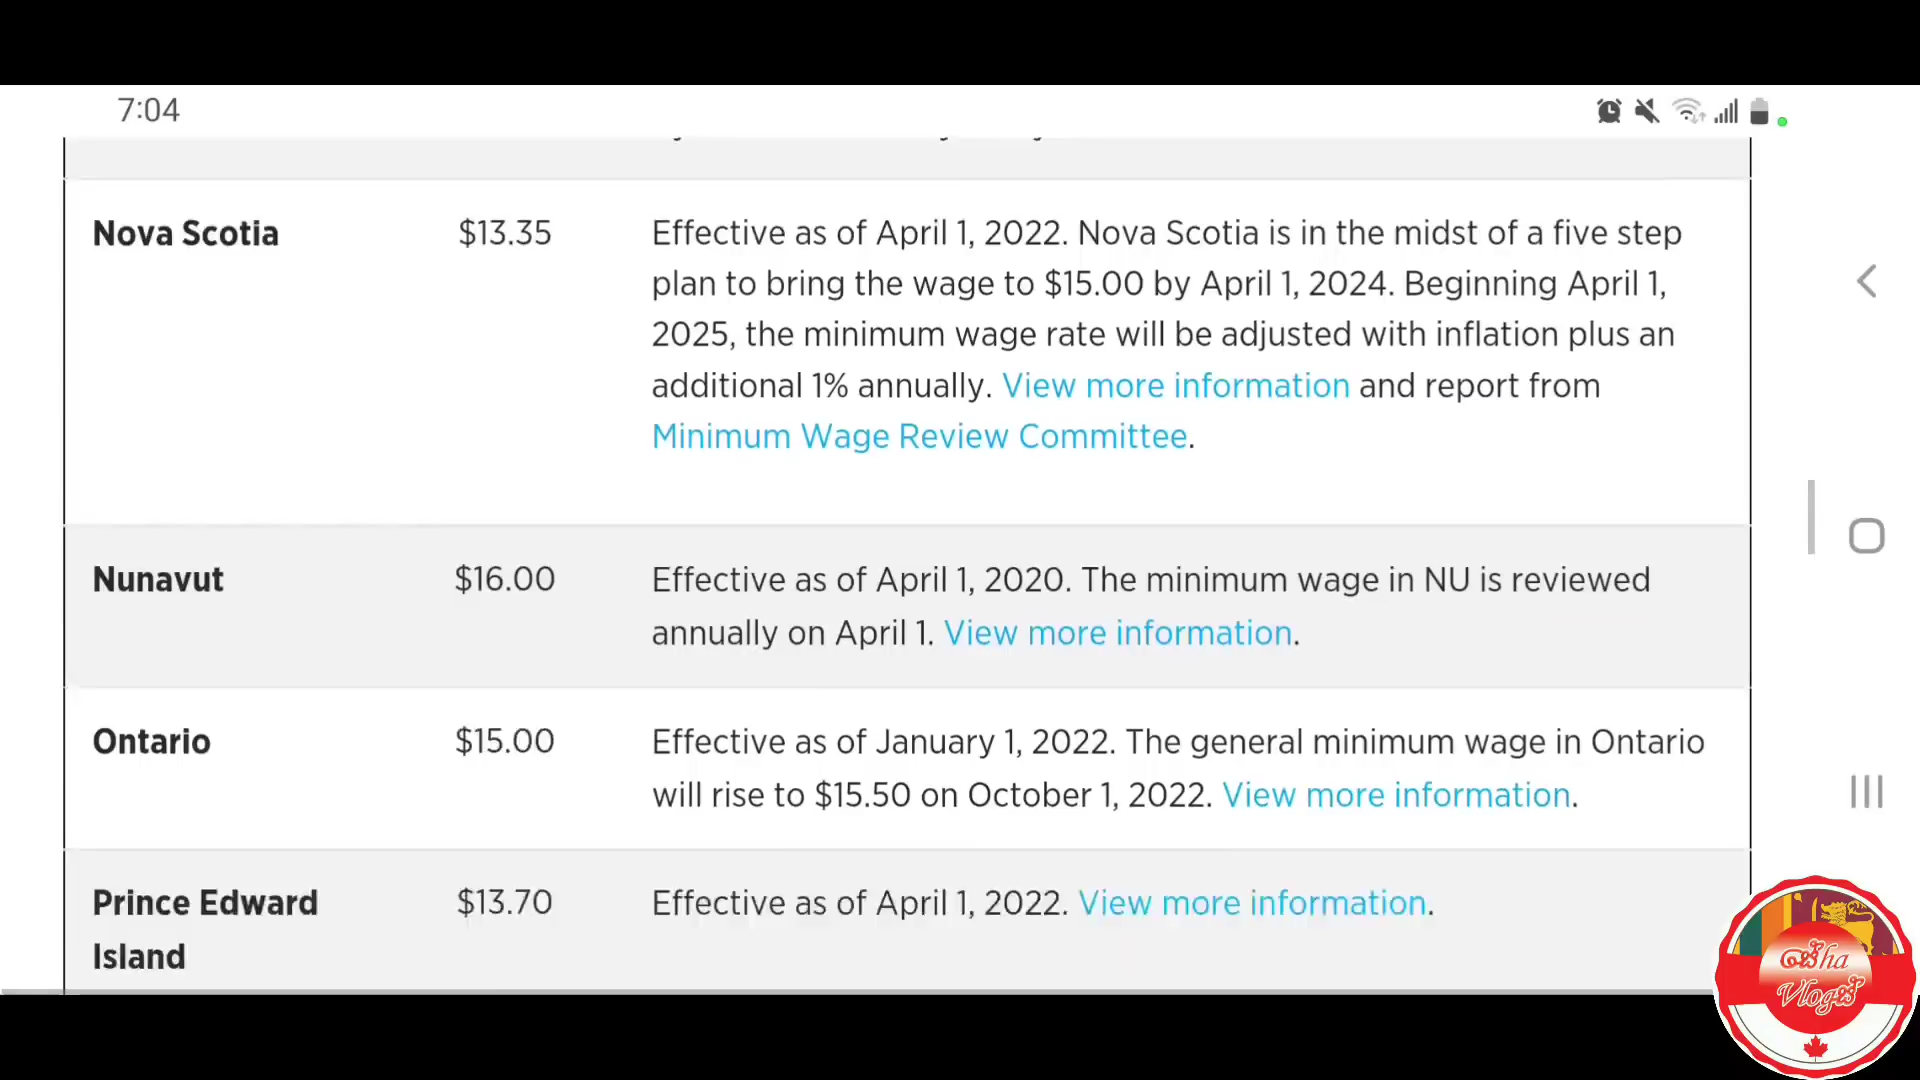 7:04
Nova Scotia
$13.35
Effective as of April 1, 2022. Nova Scotia is in the midst of a five step
plan to bring the wage to $15.00 by April 1, 2024. Beginning April 1,
2025, the minimum wage rate will be adjusted with inflation plus an
additional 1% annually. View more information and report from
Minimum Wage Review Committee.
Nunavut
$16.00
Effective as of April 1, 2020. The minimum wage in NU is reviewed
annually on April 1. View more information.
Ontario
$15.00
Effective as of January 1, 2022. The general minimum wage in Ontario
will rise to $15.50 on October 1, 2022. View more information.
Prince Edward
Island
$13.70
Effective as of April 1, 2022. View more information.